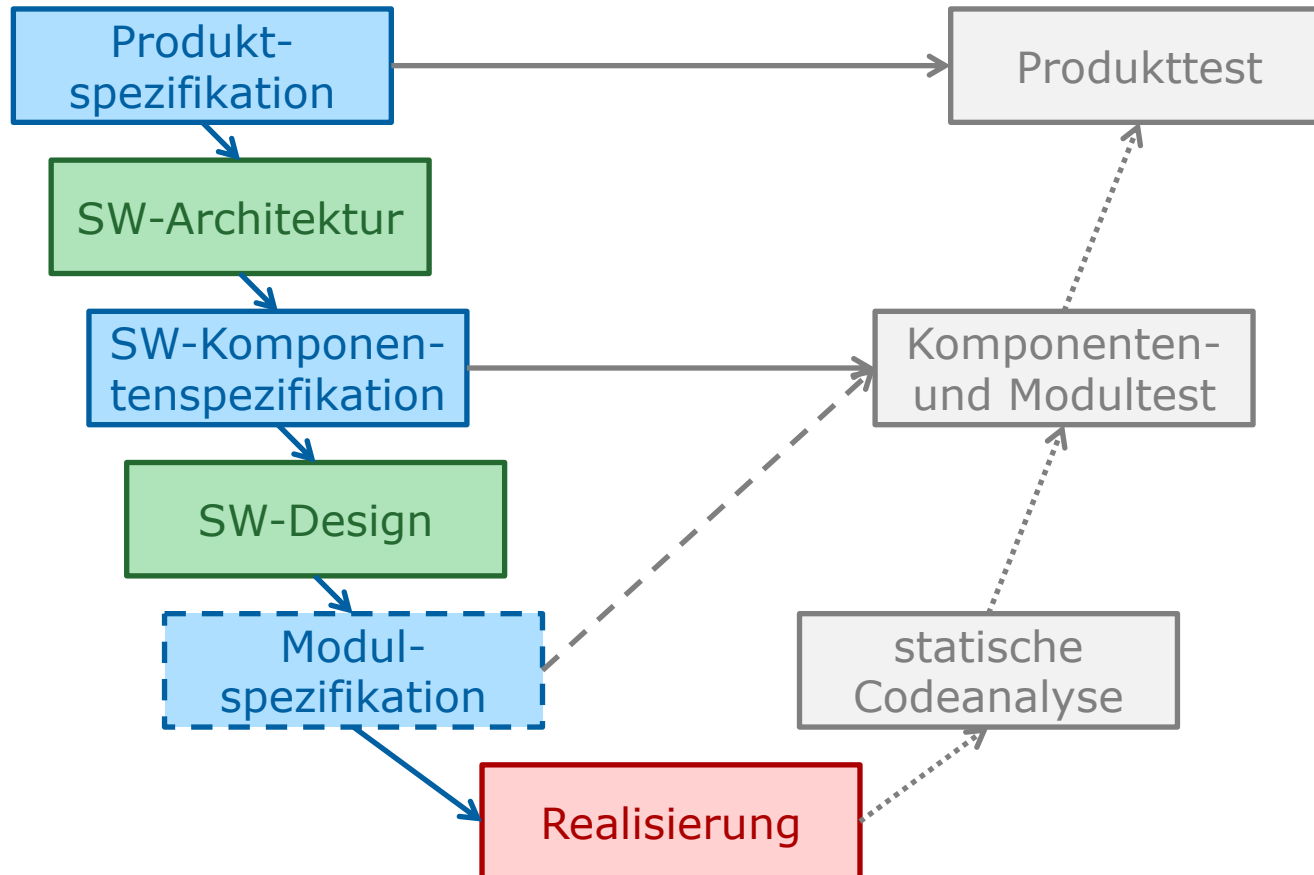 Produkt-
spezifikation
Produkttest
SW-Architektur
SW-Komponen-
tenspezifikation
Komponenten-
und Modultest
SW-Design
Modul-
spezifikation
statische
Codeanalyse
Realisierung